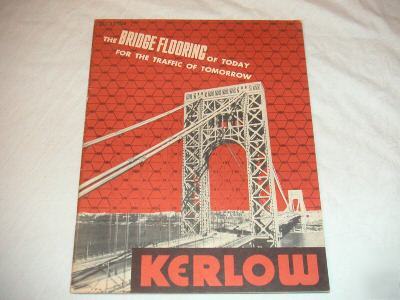 THE BRIDGE FLOORING OF TODAY
FOR THE TRAFFIC OF TOMORROW
KERLOW